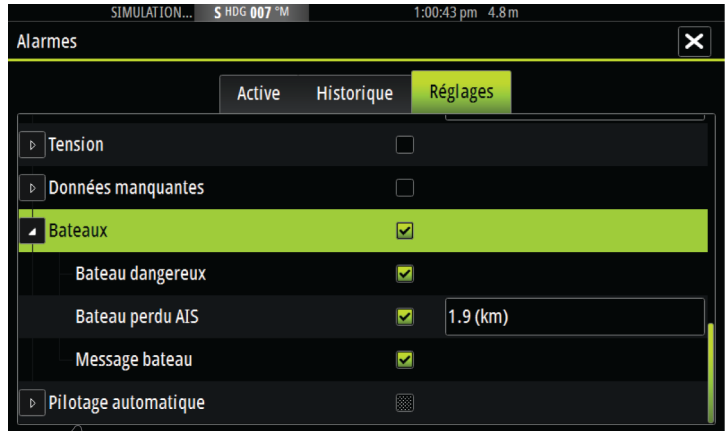 SIMULATION... S HDG 007 °M 1:00:43 pm 4.8 m
Alarmes
Active Historique Réglages
Tension
Données manquantes
Bateaux
Bateau dangereux
Bateau perdu AIS 1.9 (km)
Message bateau
Pilotage automatique